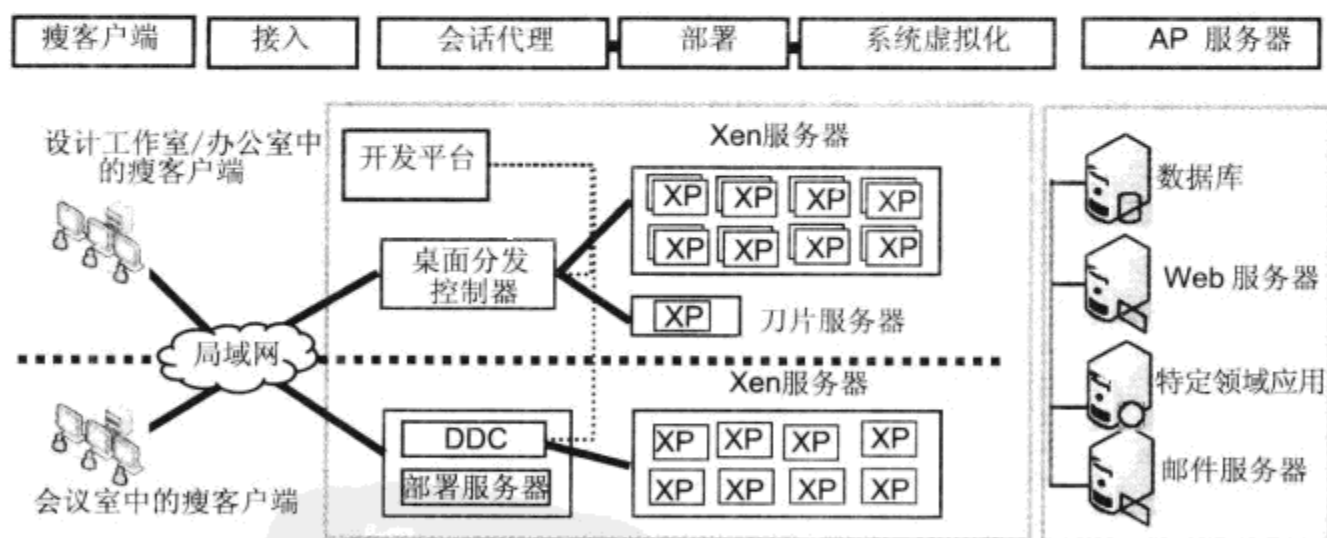 瘦客户端
接入
会话代理
部署
系统虚拟化
AP 服务器
设计工作室/办公室中
的瘦客户端
开发平台
Xen服务器
XP XP XP XP
XP XP XP XP
桌面分发
控制器
XP
刀片服务器
局域网
Xen服务器
DDC
部署服务器
XP XP XP XP
XP XP XP XP
会议室中的瘦客户端
数据库
Web 服务器
特定领域应用
邮件服务器